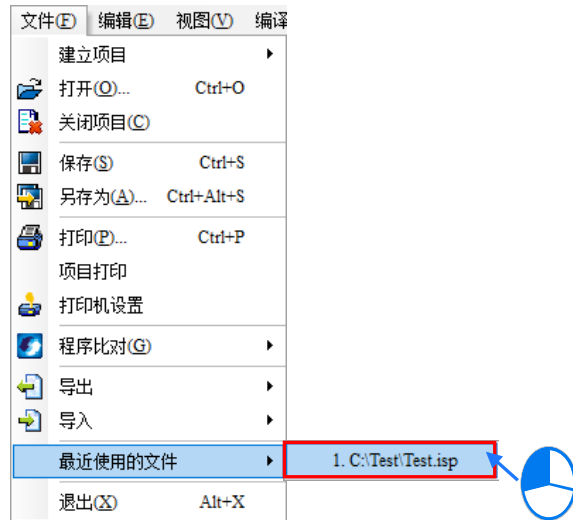 文件(F) 编辑(E) 视图(V) 编译
建立项目
打开(O)... Ctrl+O
关闭项目(C)
保存(S) Ctrl+S
另存为(A)... Ctrl+Alt+S
打印(P)... Ctrl+P
项目打印
打印机设置
程序比对(G)
导出
导入
最近使用的文件 1. C:\Test\Test.isp
退出(X) Alt+X